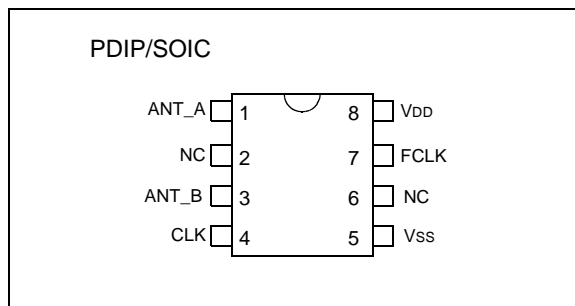 PDIP/SOIC
ANT_A 1 8 VDD
NC 2 7 FCLK
ANT_B 3 6 NC
CLK 4 5 VSS